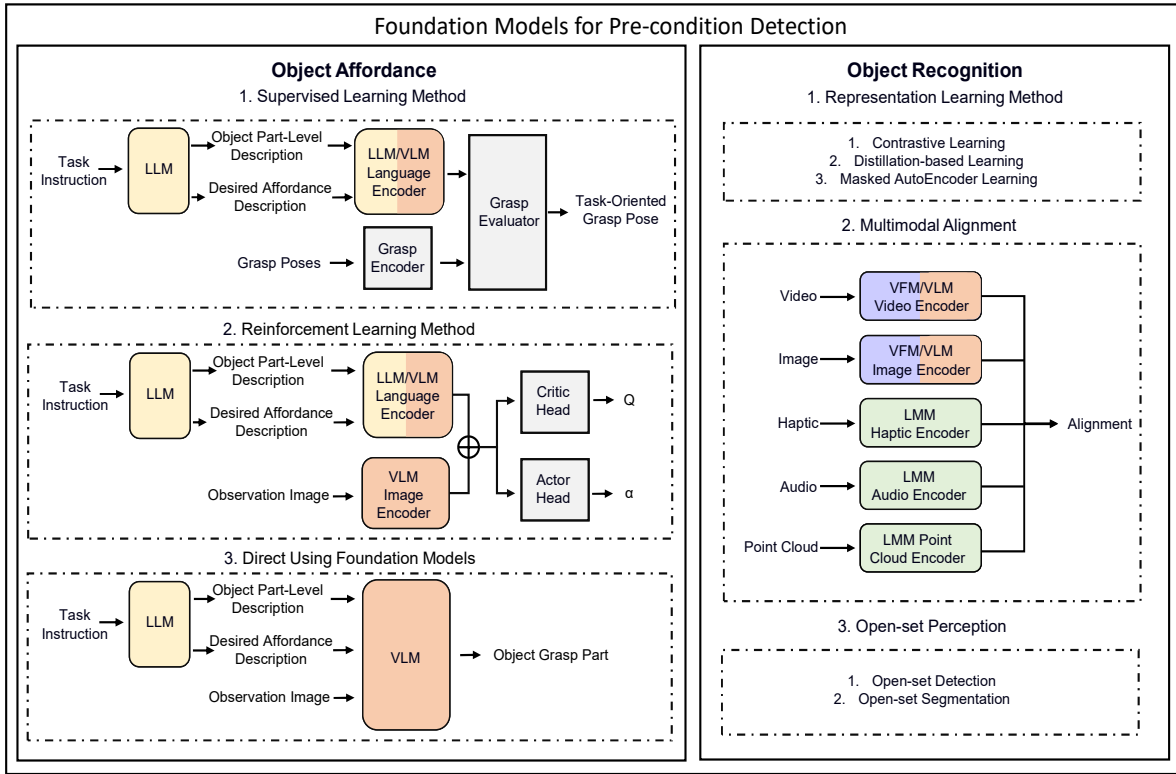 Foundation Models for Pre-condition Detection
Object Affordance
1. Supervised Learning Method
Task
Instruction
LLM
Object Part-Level
Description
Desired Affordance
Description
LLM/VLM
Language
Encoder
Grasp Poses
Grasp
Encoder
Grasp
Evaluator
Task-Oriented
Grasp Pose
2. Reinforcement Learning Method
Task
Instruction
LLM
Object Part-Level
Description
Desired Affordance
Description
LLM/VLM
Language
Encoder
Observation Image
VLM
Image
Encoder
Critic
Head
Q
Actor
Head
α
3. Direct Using Foundation Models
Task
Instruction
LLM
Object Part-Level
Description
Desired Affordance
Description
Observation Image
VLM
Object Grasp Part
Object Recognition
1. Representation Learning Method
1. Contrastive Learning
2. Distillation-based Learning
3. Masked AutoEncoder Learning
2. Multimodal Alignment
Video
VFM/VLM
Video Encoder
Image
VFM/VLM
Image Encoder
Haptic
LMM
Haptic Encoder
Audio
LMM
Audio Encoder
Point Cloud
LMM Point
Cloud Encoder
Alignment
3. Open-set Perception
1. Open-set Detection
2. Open-set Segmentation